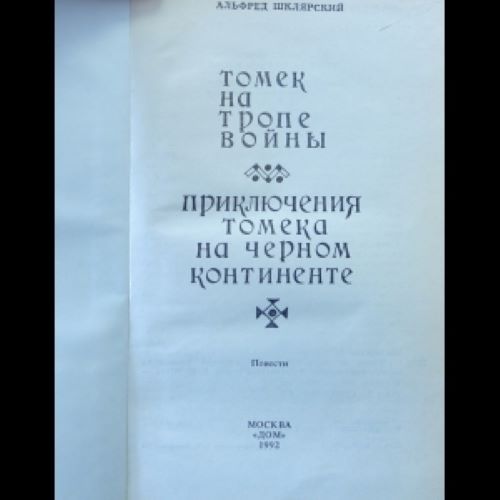 АЛЬФРЕД ШКЛЯРСКИЙ
ТОМЕК
НА
ТРОПЕ
ВОЙНЫ
ПРИКЛЮЧЕНИЯ
ТОМЕКА
НА ЧЕРНОМ
КОНТИНЕНТЕ
Повести
МОСКВА
«ДОМ»
1992